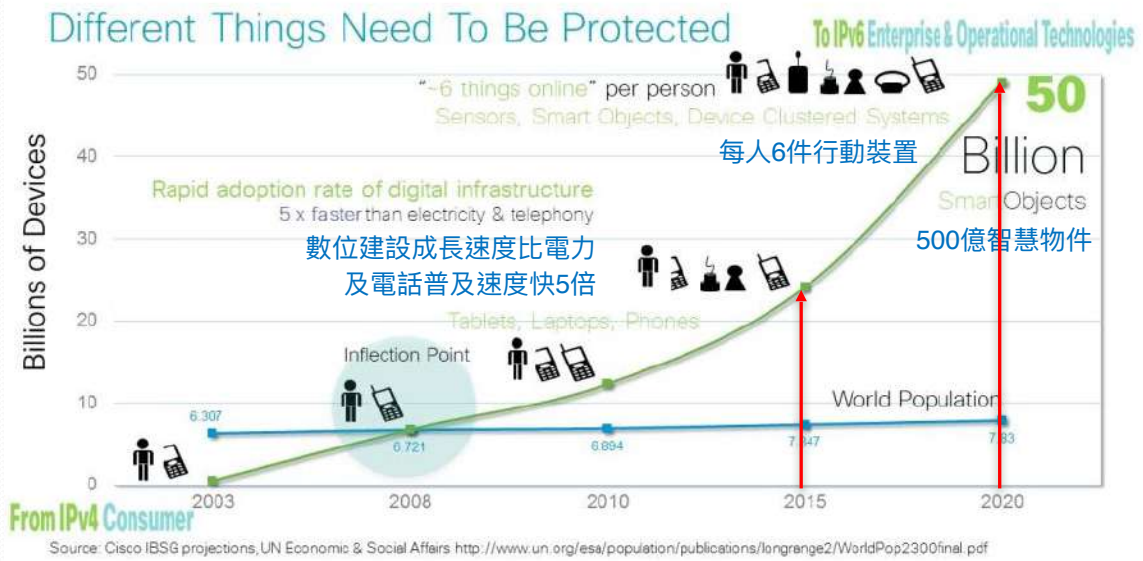 Different Things Need To Be Protected
To IPv6 Enterprise & Operational Technologies
Billions of Devices
50
40
30
20
10
0
"~6 things online" per person
Sensors, Smart Objects, Device Clustered Systems
每人6件行動裝置
50
Billion
Smart Objects
500億智慧物件
Rapid adoption rate of digital infrastructure
5 x faster than electricity & telephony
數位建設成長速度比電力
及電話普及速度快5倍
Tablets, Laptops, Phones
Inflection Point
World Population
6.307
6.721
6.894
2003
2008
2010
2015
2020
From IPv4 Consumer
Source: Cisco IBSG projections, UN Economic & Social Affairs http://www.un.org/esa/population/publications/longrange2/WorldPop2300final.pdf